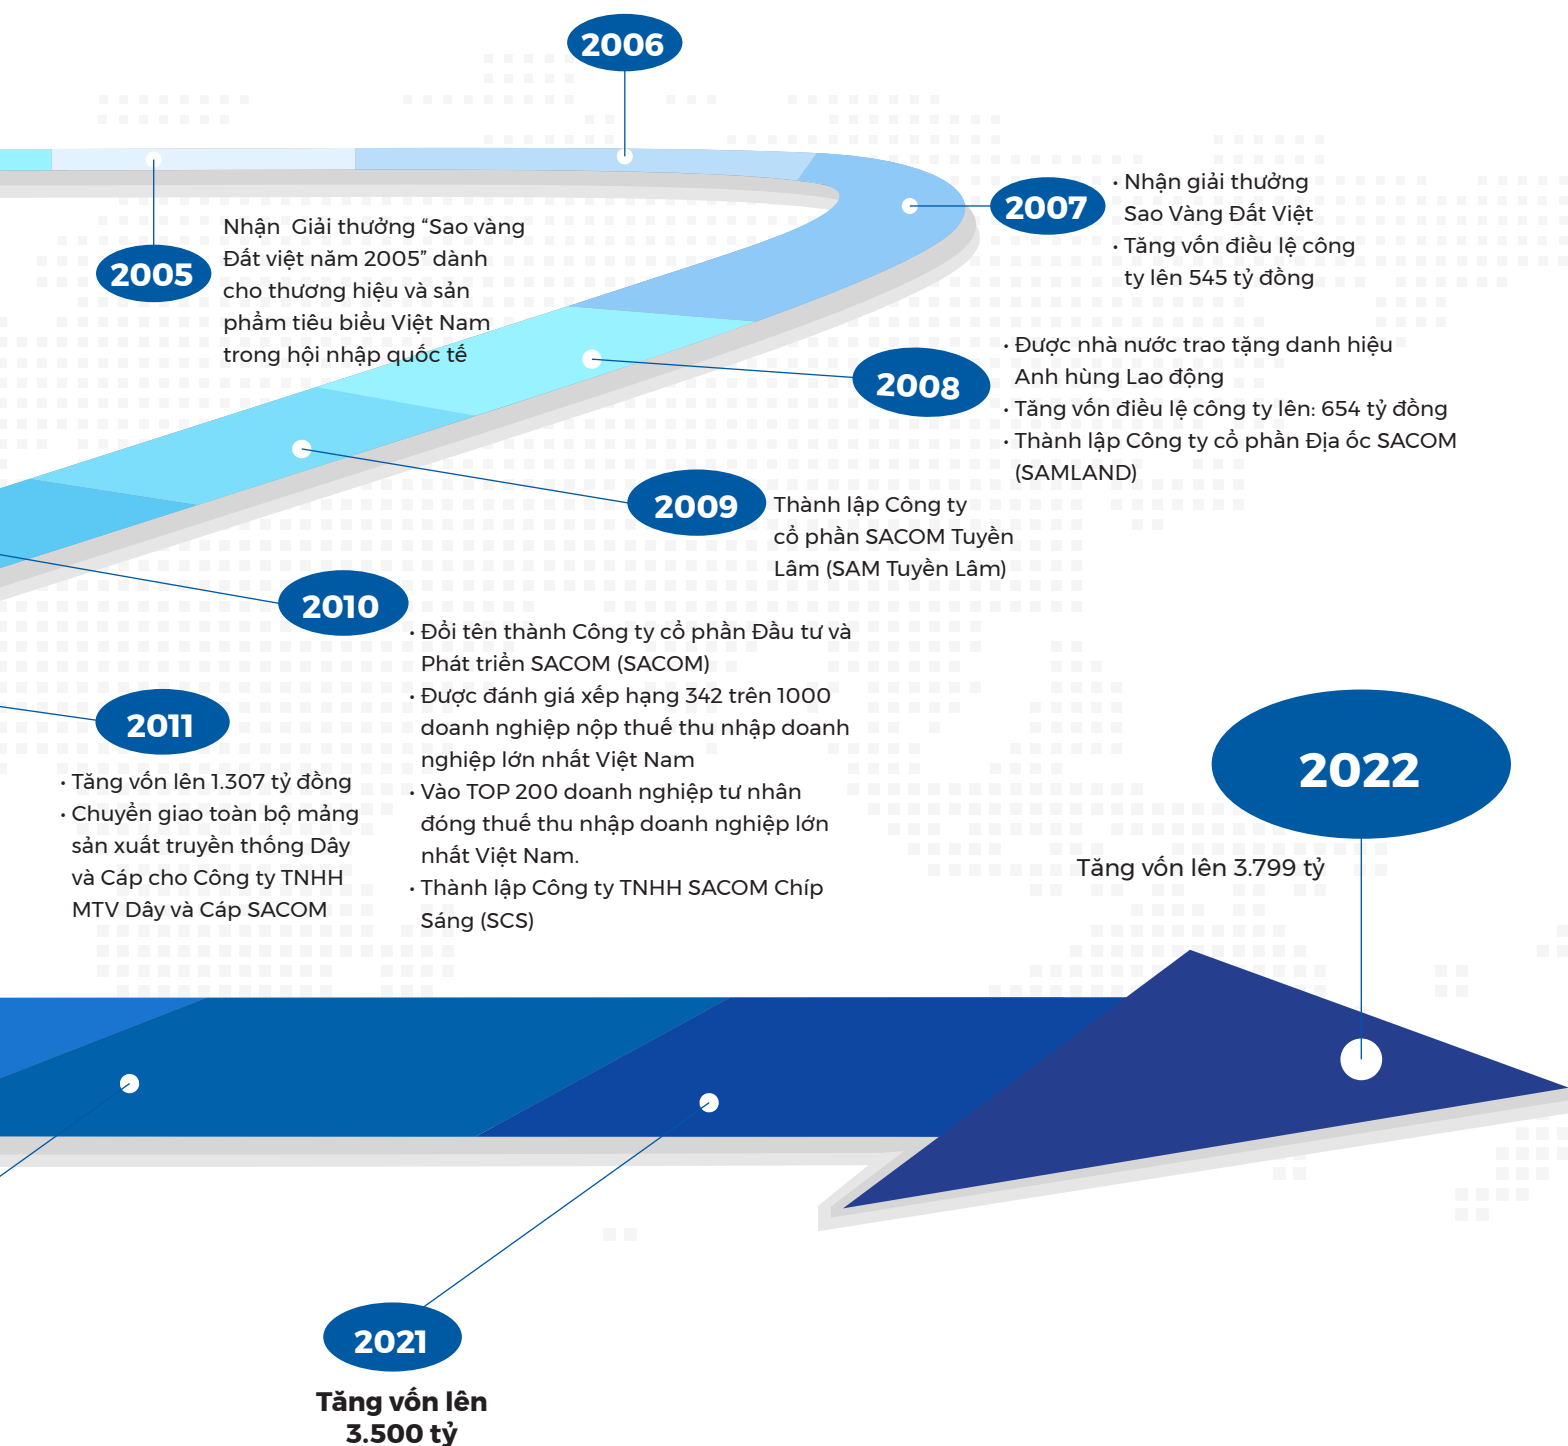 2006
2005
Nhận  Giải thưởng “Sao vàng
Đất việt năm 2005” dành
cho thương hiệu và sản
phẩm tiêu biểu Việt Nam
trong hội nhập quốc tế
2007
• Nhận giải thưởng
Sao Vàng Đất Việt
• Tăng vốn điều lệ công
ty lên 545 tỷ đồng
2008
• Được nhà nước trao tặng danh hiệu
Anh hùng Lao động
• Tăng vốn điều lệ công ty lên: 654 tỷ đồng
• Thành lập Công ty cổ phần Địa ốc SACOM
(SAMLAND)
2009
Thành lập Công ty
cổ phần SACOM Tuyền
Lâm (SAM Tuyền Lâm)
2010
• Đổi tên thành Công ty cổ phần Đầu tư và
Phát triển SACOM (SACOM)
• Được đánh giá xếp hạng 342 trên 1000
doanh nghiệp nộp thuế thu nhập doanh
nghiệp lớn nhất Việt Nam
• Vào TOP 200 doanh nghiệp tư nhân
đóng thuế thu nhập doanh nghiệp lớn
nhất Việt Nam.
• Thành lập Công ty TNHH SACOM Chíp
Sáng (SCS)
2011
• Tăng vốn lên 1.307 tỷ đồng
• Chuyển giao toàn bộ mảng
sản xuất truyền thống Dây
và Cáp cho Công ty TNHH
MTV Dây và Cáp SACOM
2022
Tăng vốn lên 3.799 tỷ
2021
Tăng vốn lên
3.500 tỷ